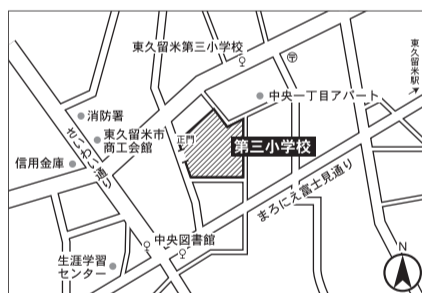 東久留米第三小学校
東久留米駅
中央一丁目アパート
消防署
さいわい通り
東久留米市
商工会館
正門
第三小学校
信用金庫
まろにえ富士見通り
中央図書館
生涯学習
センター
N